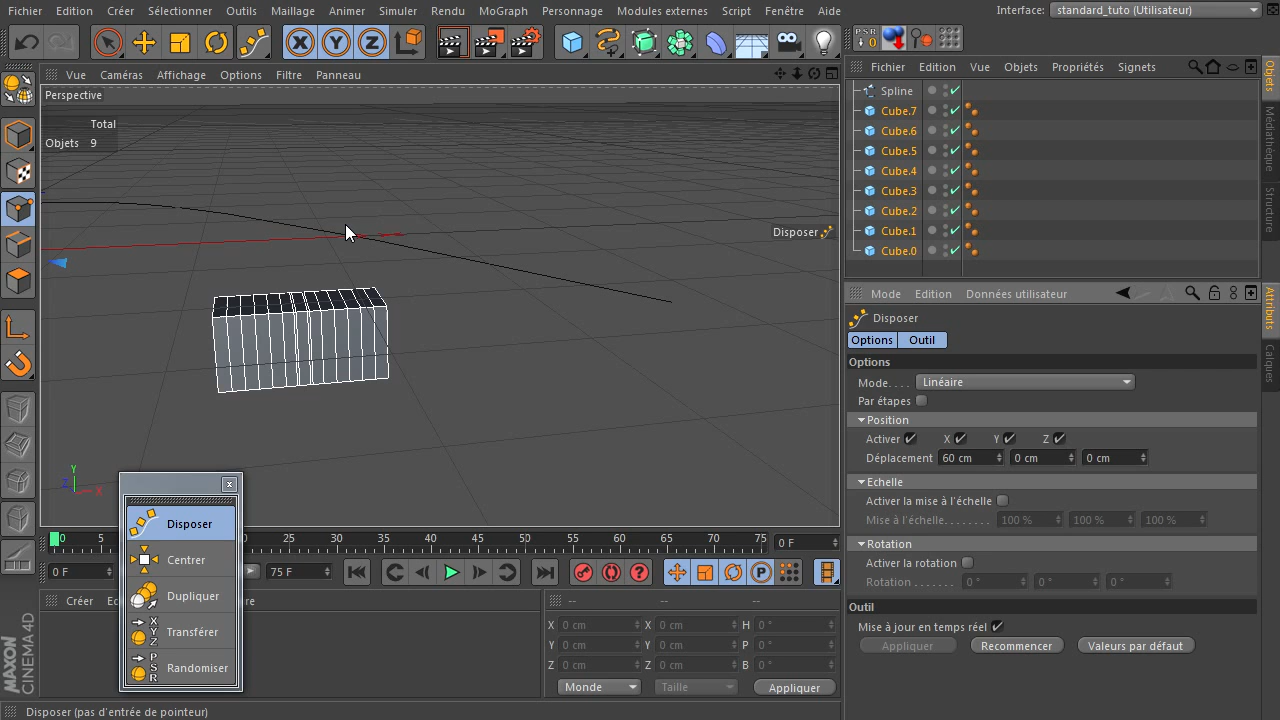 Fichier Edition Créer Sélectionner Outils Maillage Animer Simuler Rendu MoGraph Personnage Modules externes Script Fenêtre Aide
Interface: standard_tuto (Utilisateur)
PSR
0
Vue Caméras Affichage Options Filtre Panneau
Perspective
Total
Objets 9
Disposer
Y
Z X
Fichier Edition Vue Objets Propriétés Signets
Spline
Cube.7
Cube.6
Cube.5
Cube.4
Cube.3
Cube.2
Cube.1
Cube.0
Objets
Médiathèque
Structure
Mode Edition Données utilisateur
Disposer
Options Outil
Options
Mode. . . . Linéaire
Par étapes
Position
Activer X Y Z
Déplacement 60 cm 0 cm 0 cm
Echelle
Activer la mise à l'échelle
Mise à l'échelle. . . . . . . . 100 % 100 % 100 %
Rotation
Activer la rotation
Rotation . . . . . . . 0 ° 0 ° 0 °
Outil
Mise à jour en temps réel
Appliquer Recommencer Valeurs par défaut
Attributs
Calques
Disposer
Centrer
Dupliquer
X
Y
Z
Transférer
P
S
R
Randomiser
0 5 25 30 35 40 45 50 55 60 65 70 75 0 F
0 F 75 F
Créer
X 0 cm X 0 cm H 0 °
Y 0 cm Y 0 cm P 0 °
Z 0 cm Z 0 cm B 0 °
Monde Taille Appliquer
MAXON
CINEMA 4D
Disposer (pas d'entrée de pointeur)